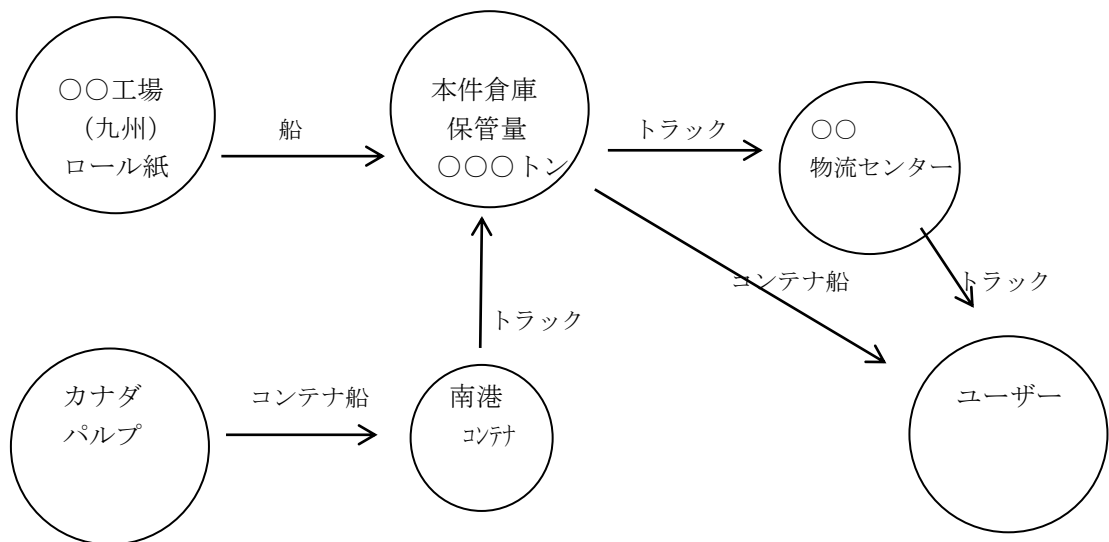 ○○工場
(九州)
ロール紙
船
本件倉庫
保管量
○○○トン
トラック
○○
物流センター
コンテナ船
トラック
トラック
カナダ
パルプ
コンテナ船
南港
コンテナ
ユーザー